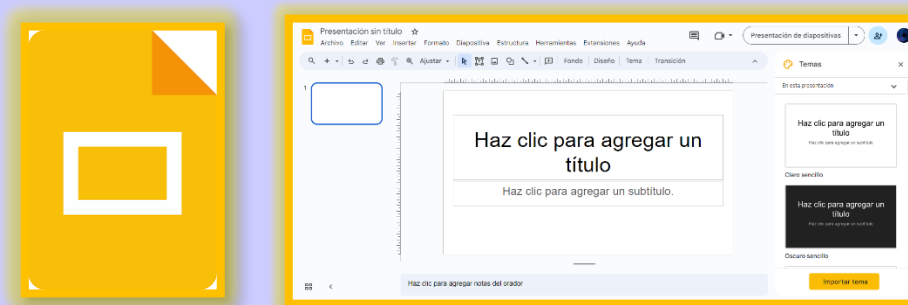 Presentación sin título
Archivo Editar Ver Insertar Formato Diapositiva Estructura Herramientas Extensiones Ayuda
Presentación de diapositivas
Ajustar
Fondo Diseño Tema Transición
Temas
En esta presentación
1
Haz clic para agregar un
título
Haz clic para agregar un subtítulo.
Haz clic para agregar un
título
Haz clic para agregar un subtítulo.
Claro sencillo
Haz clic para agregar un
título
Haz clic para agregar un subtítulo.
Oscuro sencillo
Importar tema
Haz clic para agregar notas del orador